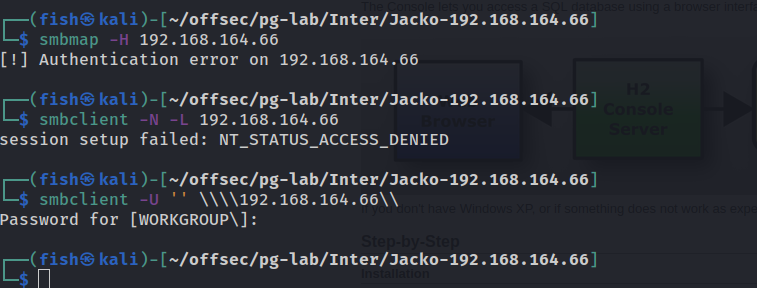 The Console lets you access a SQL database using a browser interfa
┌──(fish㉿kali)-[~/offsec/pg-lab/Inter/Jacko-192.168.164.66]
└─$ smbmap -H 192.168.164.66
[!] Authentication error on 192.168.164.66
┌──(fish㉿kali)-[~/offsec/pg-lab/Inter/Jacko-192.168.164.66]
└─$ smbclient -N -L 192.168.164.66
session setup failed: NT_STATUS_ACCESS_DENIED
H2
Console
Server
Browser
┌──(fish㉿kali)-[~/offsec/pg-lab/Inter/Jacko-192.168.164.66]
└─$ smbclient -U '' \\\\192.168.164.66\\
Password for [WORKGROUP\]:
If you don't have Windows XP, or if something does not work as expe
Step-by-Step
┌──(fish㉿kali)-[~/offsec/pg-lab/Inter/Jacko-192.168.164.66]
└─$
Installation